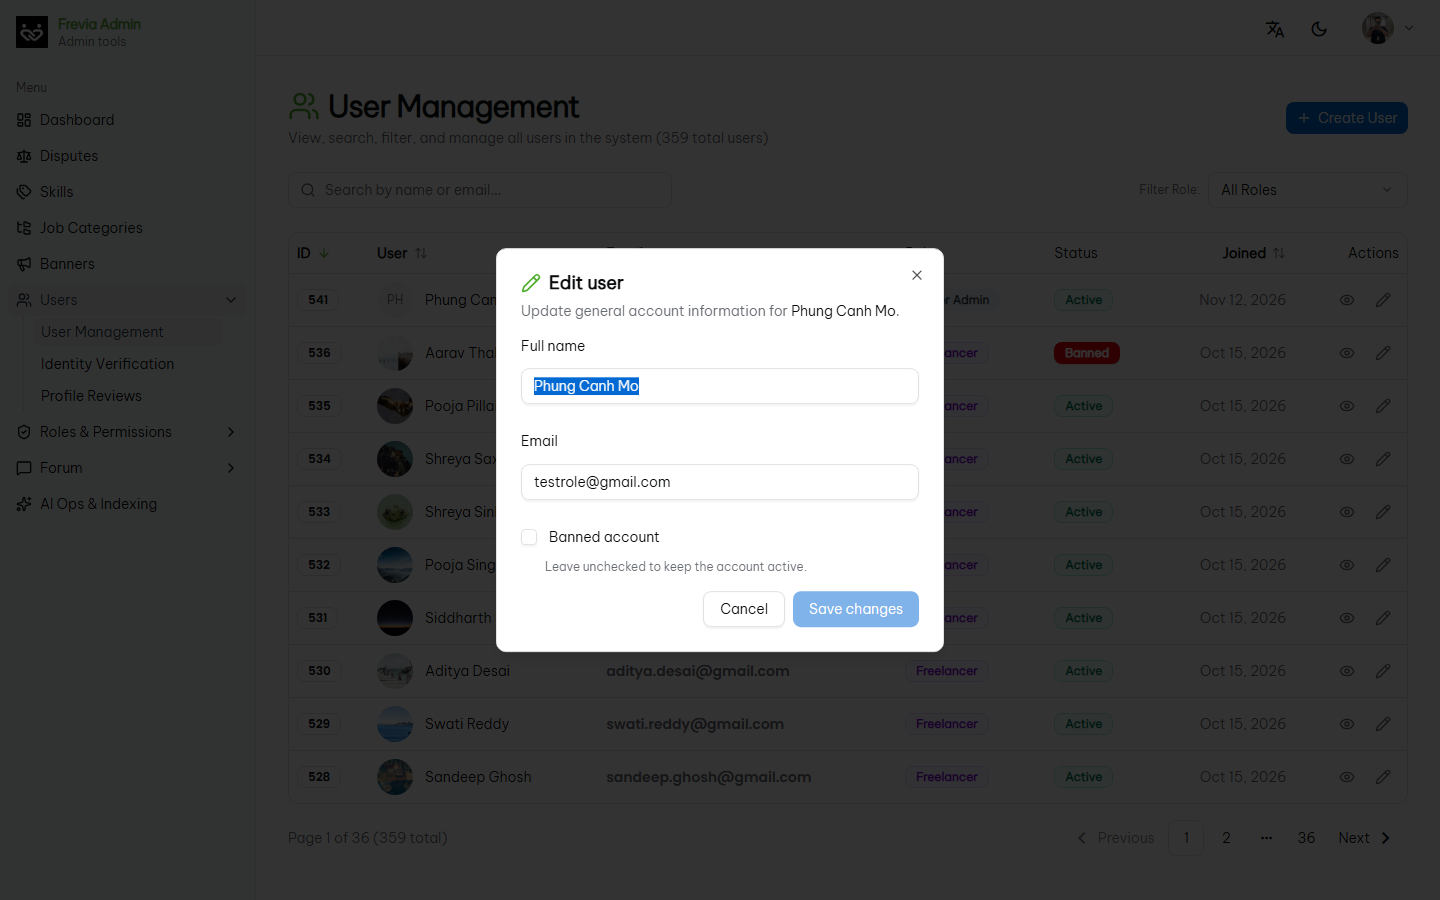 Frevia Admin
Admin tools
Menu
Dashboard
Disputes
Skills
Job Categories
Banners
Users
User Management
Identity Verification
Profile Reviews
Roles & Permissions
Forum
AI Ops & Indexing
User Management
View, search, filter, and manage all users in the system (359 total users)
Create User
Search by name or email...
Filter Role:
All Roles
ID User Status Joined Actions
541 PH Phung Can r Admin Active Nov 12, 2026
536 Aarav Tha ancer Banned Oct 15, 2026
535 Pooja Pilla ancer Active Oct 15, 2026
534 Shreya Sax ancer Active Oct 15, 2026
533 Shreya Sin ancer Active Oct 15, 2026
532 Pooja Sing ancer Active Oct 15, 2026
531 Siddharth ancer Active Oct 15, 2026
530 Aditya Desai aditya.desai@gmail.com Freelancer Active Oct 15, 2026
529 Swati Reddy swati.reddy@gmail.com Freelancer Active Oct 15, 2026
528 Sandeep Ghosh sandeep.ghosh@gmail.com Freelancer Active Oct 15, 2026
Page 1 of 36 (359 total)
Previous 1 2 ••• 36 Next
Edit user
Update general account information for Phung Canh Mo.
Full name
Phung Canh Mo
Email
testrole@gmail.com
Banned account
Leave unchecked to keep the account active.
Cancel
Save changes